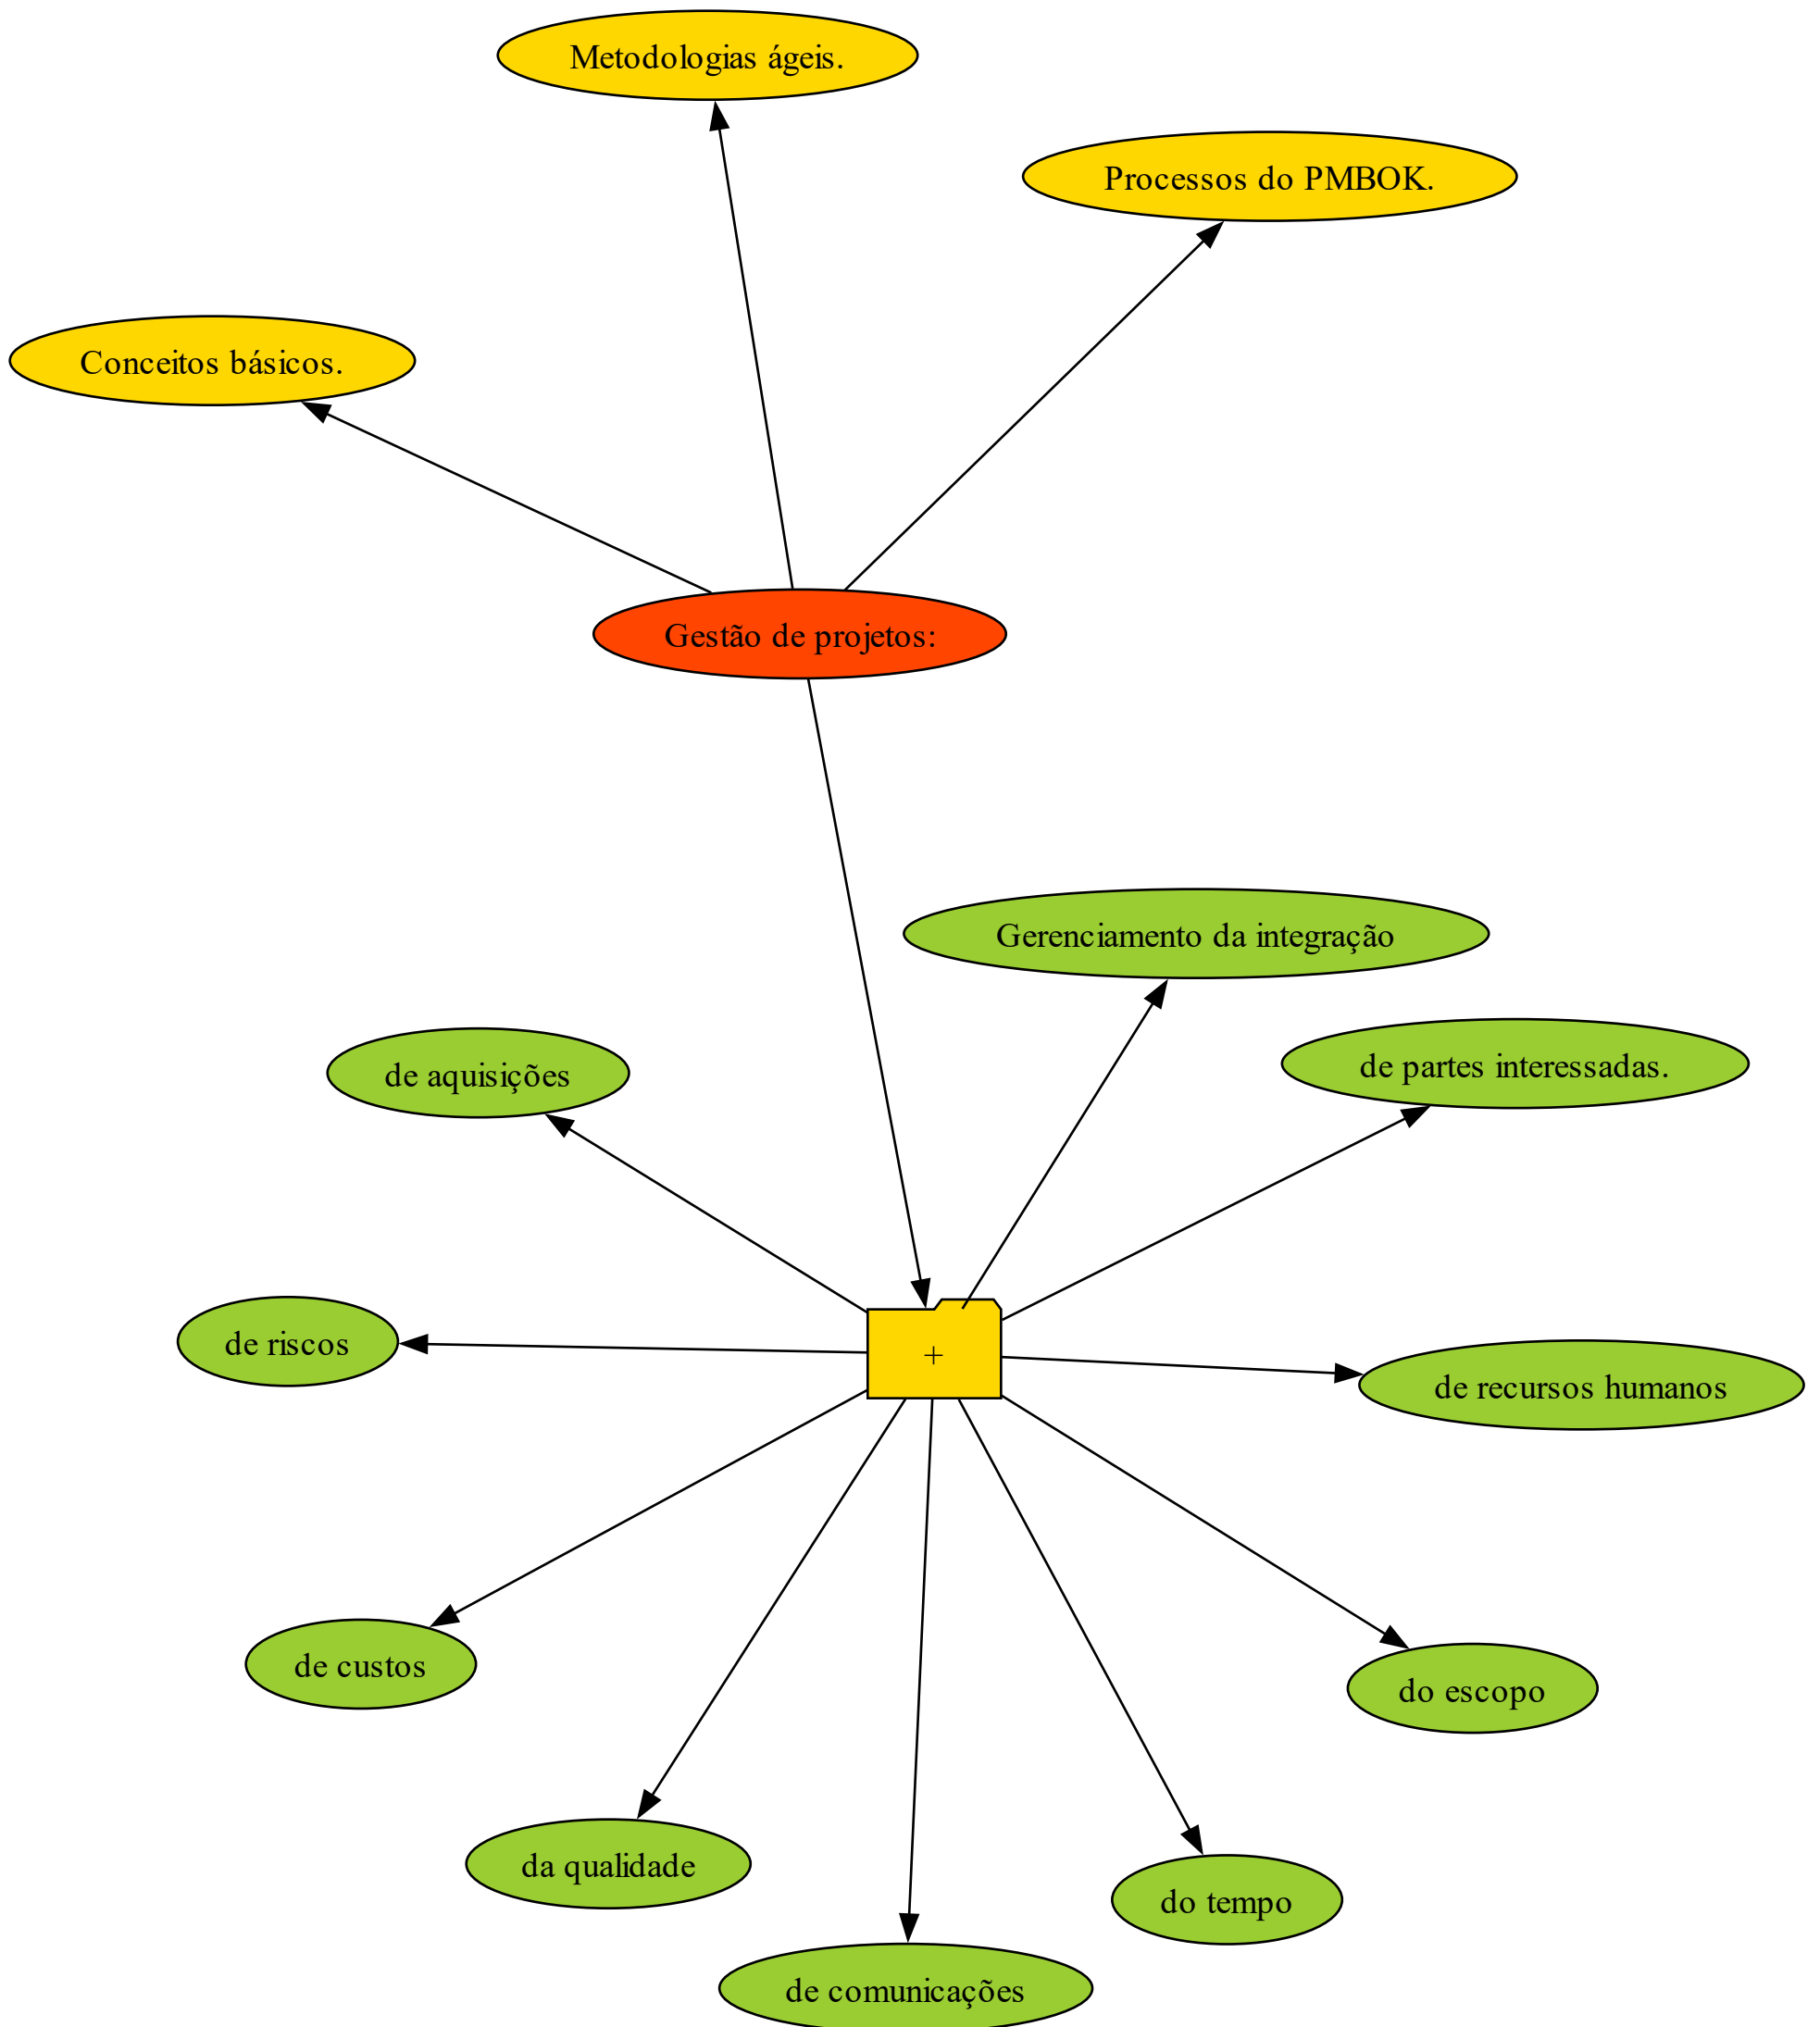 Metodologias ágeis.
Processos do PMBOK.
Conceitos básicos.
Gestão de projetos:
Gerenciamento da integração
de partes interessadas.
de aquisições
de riscos
+
de recursos humanos
de custos
do escopo
da qualidade
do tempo
de comunicações